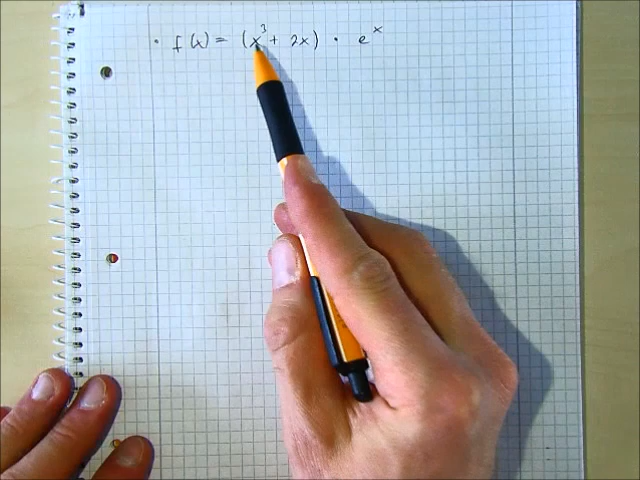 · f(x) = (x³ + 2x) · eˣ